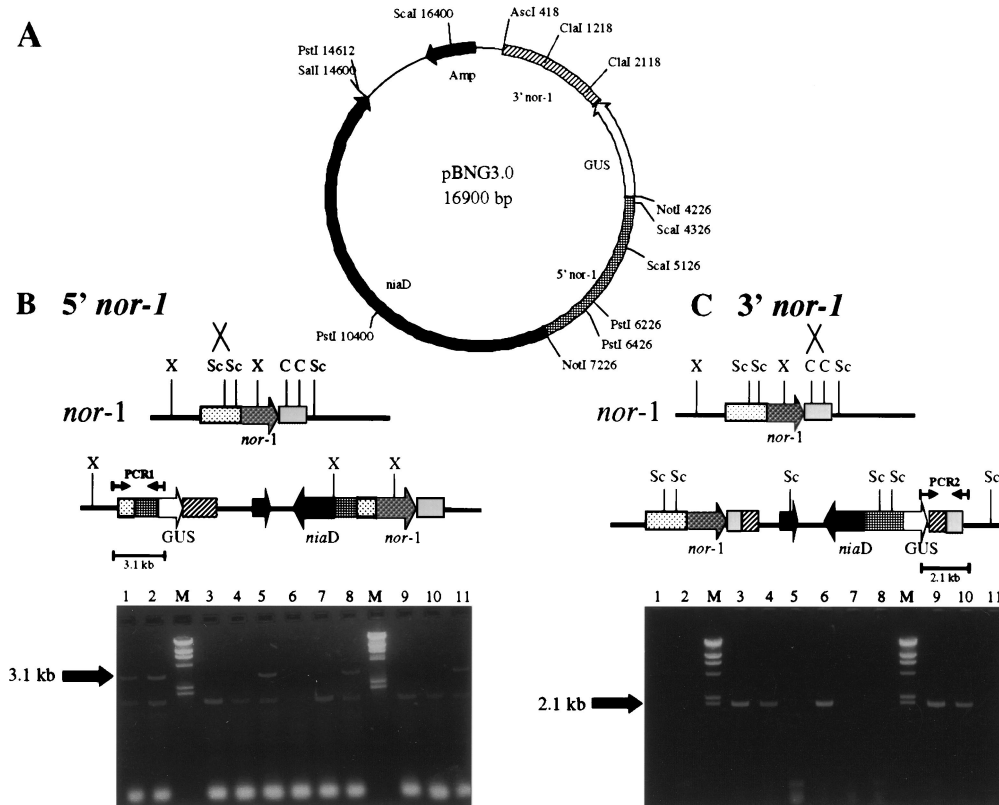 A
ScaI 16400
AscI 418
ClaI 1218
ClaI 2118
PstI 14612
SalI 14600
Amp
3' nor-1
GUS
pBNG3.0
16900 bp
NotI 4226
ScaI 4326
ScaI 5126
5' nor-1
niaD
PstI 10400
PstI 6226
PstI 6426
NotI 7226
B 5' nor-1
X Sc Sc X C C Sc
nor-1
nor-1
X PCR1 X X
GUS niaD nor-1
3.1 kb
1 2 M 3 4 5 6 7 8 M 9 10 11
3.1 kb
C 3' nor-1
X Sc Sc X C C Sc
nor-1
nor-1
Sc Sc Sc Sc Sc PCR2 Sc
nor-1 niaD GUS
2.1 kb
1 2 M 3 4 5 6 7 8 M 9 10 11
2.1 kb